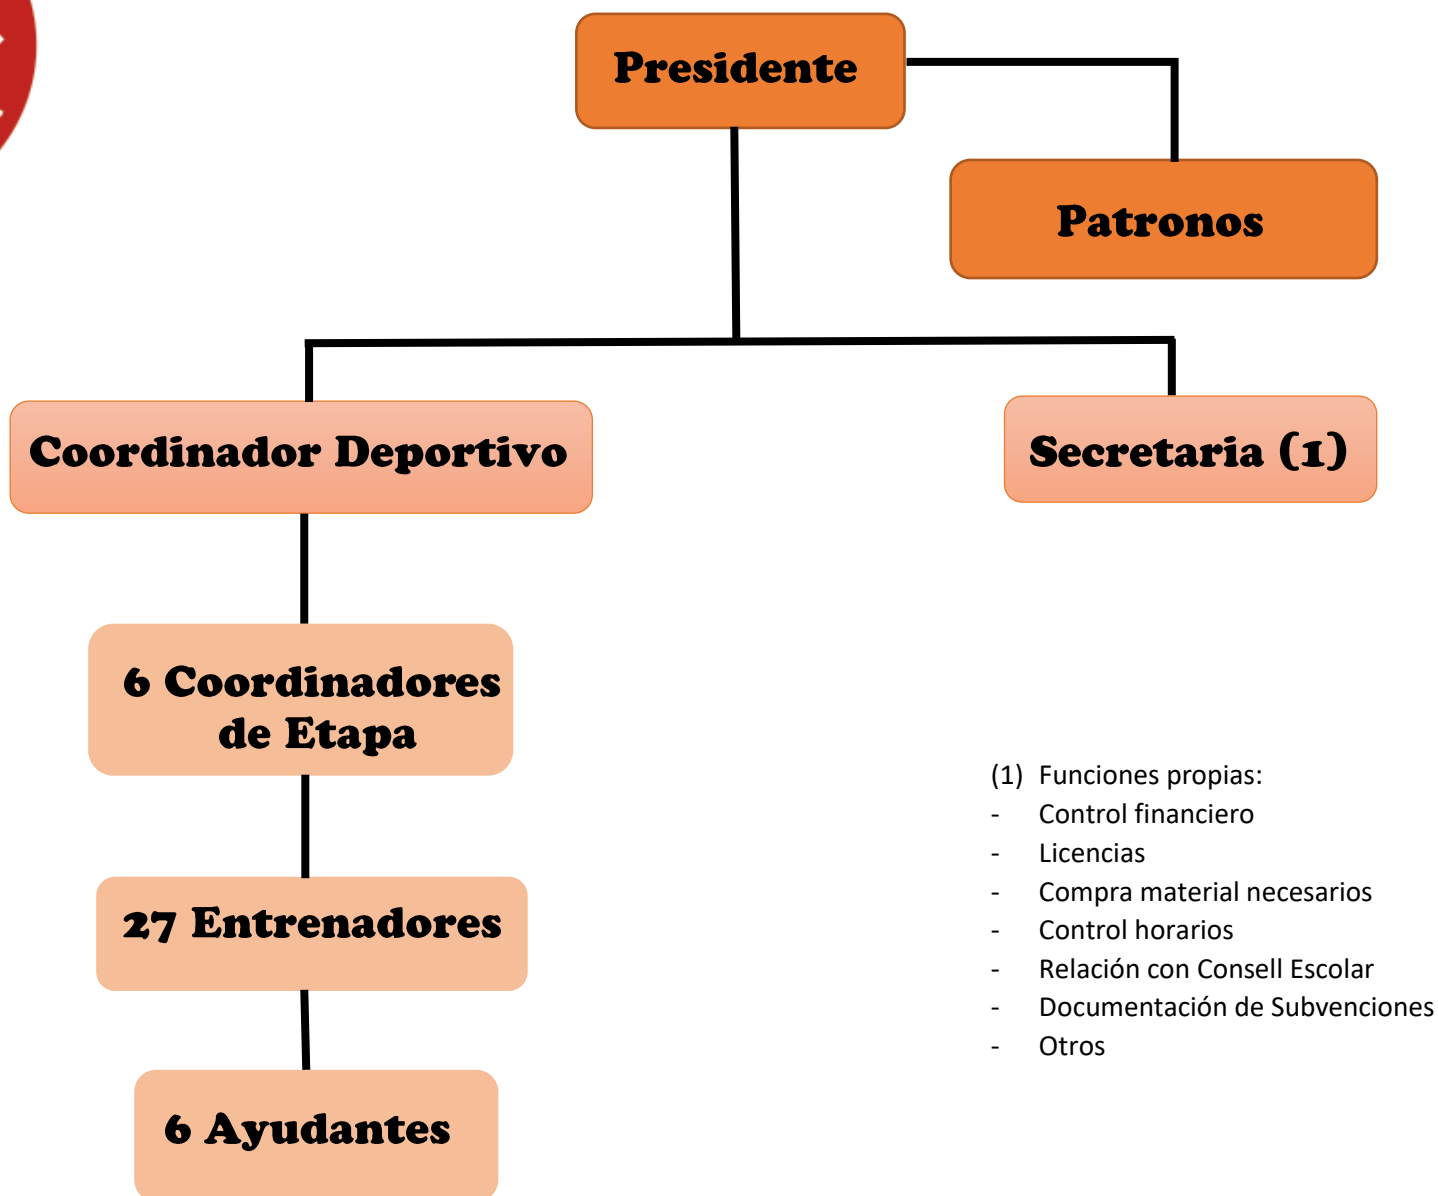 Presidente
Patronos
Coordinador Deportivo
Secretaria (1)
6 Coordinadores
de Etapa
27 Entrenadores
6 Ayudantes
(1) Funciones propias:
- Control financiero
- Licencias
- Compra material necesarios
- Control horarios
- Relación con Consell Escolar
- Documentación de Subvenciones
- Otros